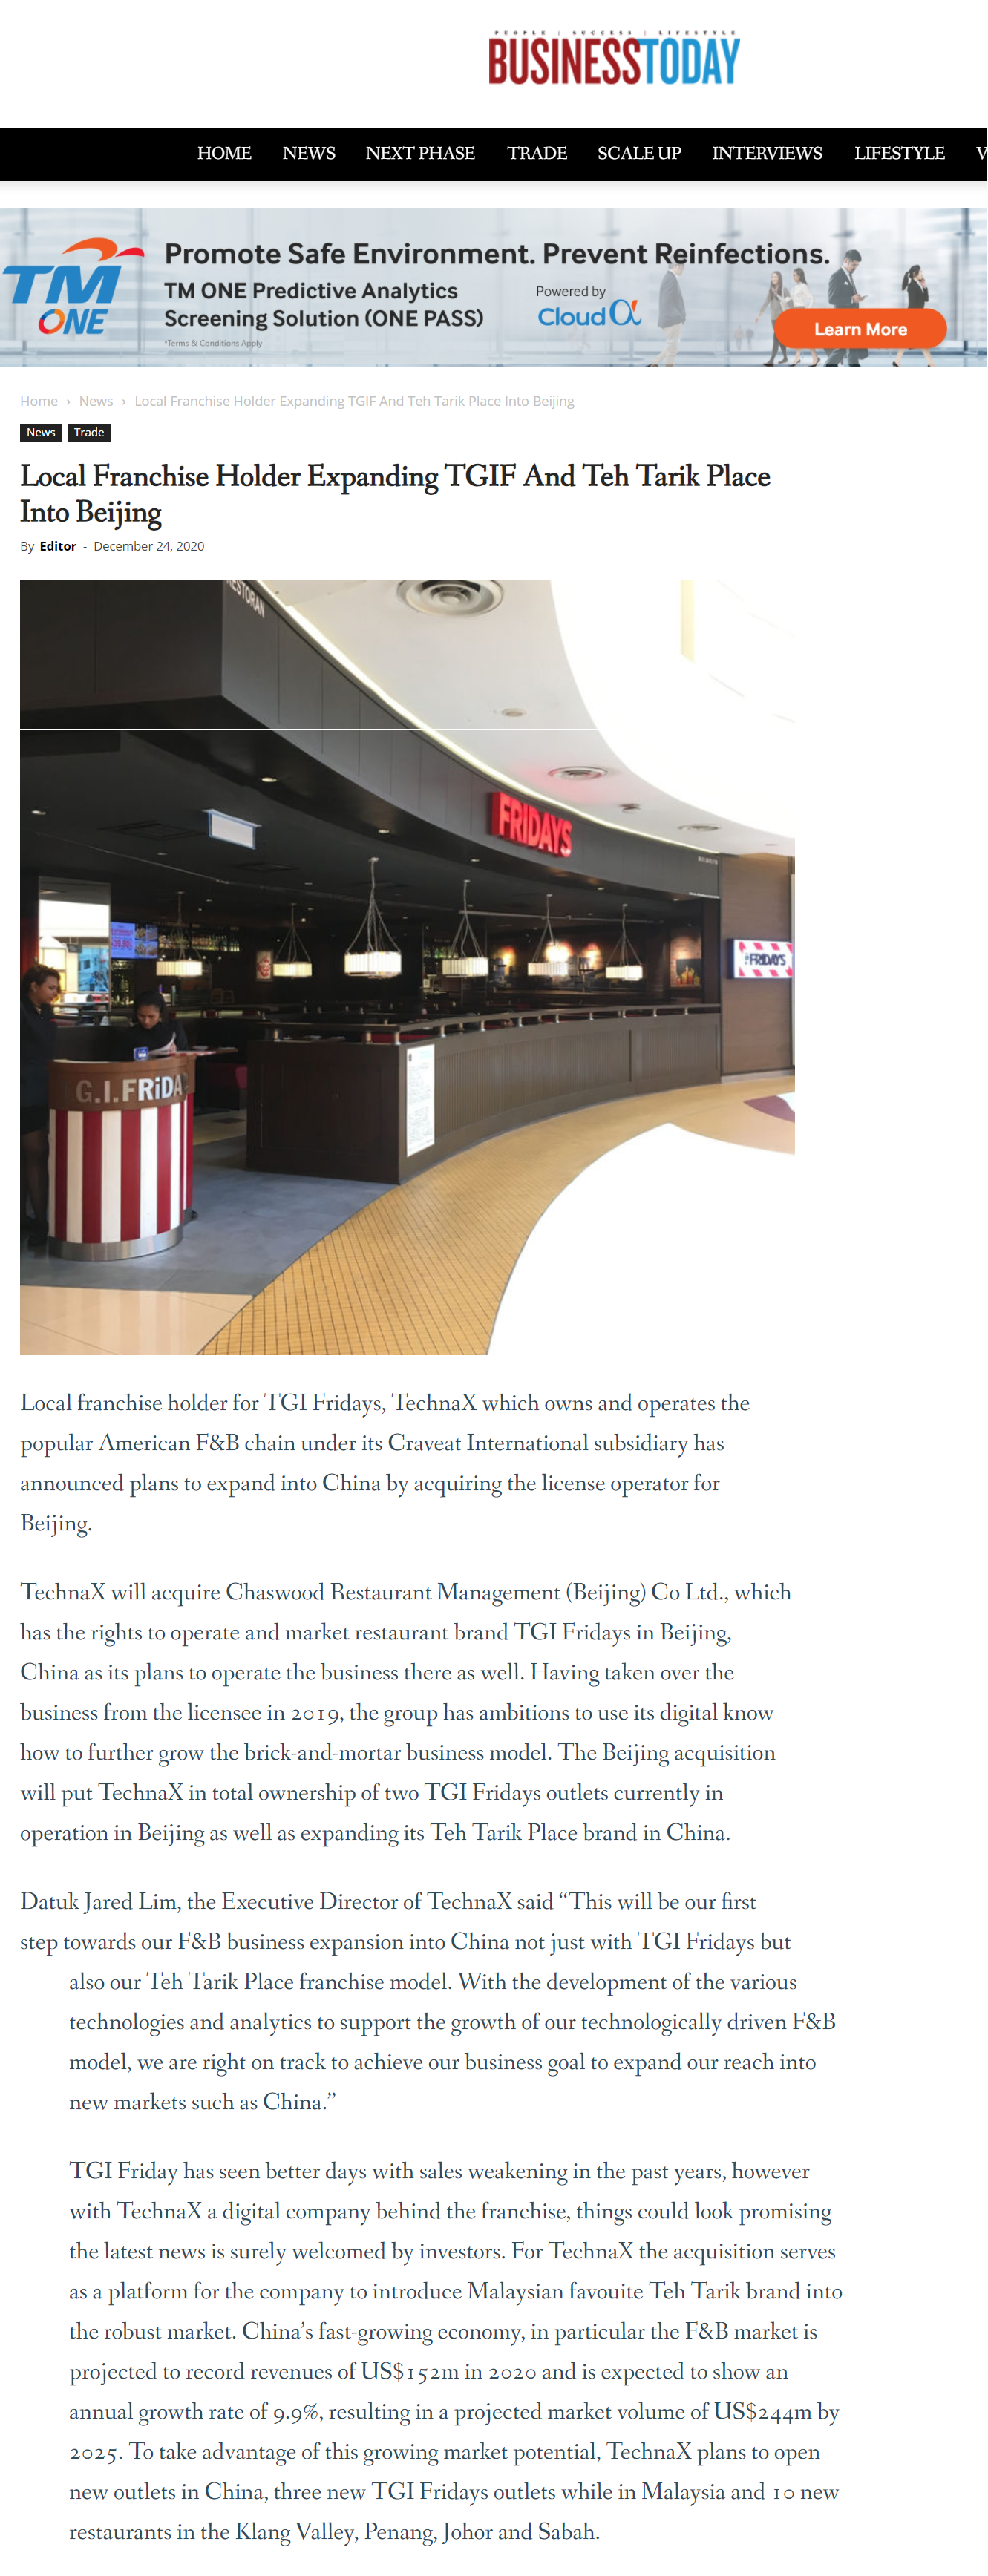 PEOPLE | SUCCESS | LIFESTYLE
BUSINESSTODAY
HOME NEWS NEXT PHASE TRADE SCALE UP INTERVIEWS LIFESTYLE V
TM ONE
Promote Safe Environment. Prevent Reinfections.
TM ONE Predictive Analytics
Screening Solution (ONE PASS)
*Terms & Conditions Apply
Powered by
Cloud α
Learn More
Home › News › Local Franchise Holder Expanding TGIF And Teh Tarik Place Into Beijing
News Trade
Local Franchise Holder Expanding TGIF And Teh Tarik Place
Into Beijing
By Editor - December 24, 2020
RESTORAN
FRIDAYS
FRIDAYS
G.I.FRiDA
Local franchise holder for TGI Fridays, TechnaX which owns and operates the
popular American F&B chain under its Craveat International subsidiary has
announced plans to expand into China by acquiring the license operator for
Beijing.
TechnaX will acquire Chaswood Restaurant Management (Beijing) Co Ltd., which
has the rights to operate and market restaurant brand TGI Fridays in Beijing,
China as its plans to operate the business there as well. Having taken over the
business from the licensee in 2019, the group has ambitions to use its digital know
how to further grow the brick-and-mortar business model. The Beijing acquisition
will put TechnaX in total ownership of two TGI Fridays outlets currently in
operation in Beijing as well as expanding its Teh Tarik Place brand in China.
Datuk Jared Lim, the Executive Director of TechnaX said “This will be our first
step towards our F&B business expansion into China not just with TGI Fridays but
also our Teh Tarik Place franchise model. With the development of the various
technologies and analytics to support the growth of our technologically driven F&B
model, we are right on track to achieve our business goal to expand our reach into
new markets such as China.”
TGI Friday has seen better days with sales weakening in the past years, however
with TechnaX a digital company behind the franchise, things could look promising
the latest news is surely welcomed by investors. For TechnaX the acquisition serves
as a platform for the company to introduce Malaysian favouite Teh Tarik brand into
the robust market. China’s fast-growing economy, in particular the F&B market is
projected to record revenues of US$152m in 2020 and is expected to show an
annual growth rate of 9.9%, resulting in a projected market volume of US$244m by
2025. To take advantage of this growing market potential, TechnaX plans to open
new outlets in China, three new TGI Fridays outlets while in Malaysia and 10 new
restaurants in the Klang Valley, Penang, Johor and Sabah.